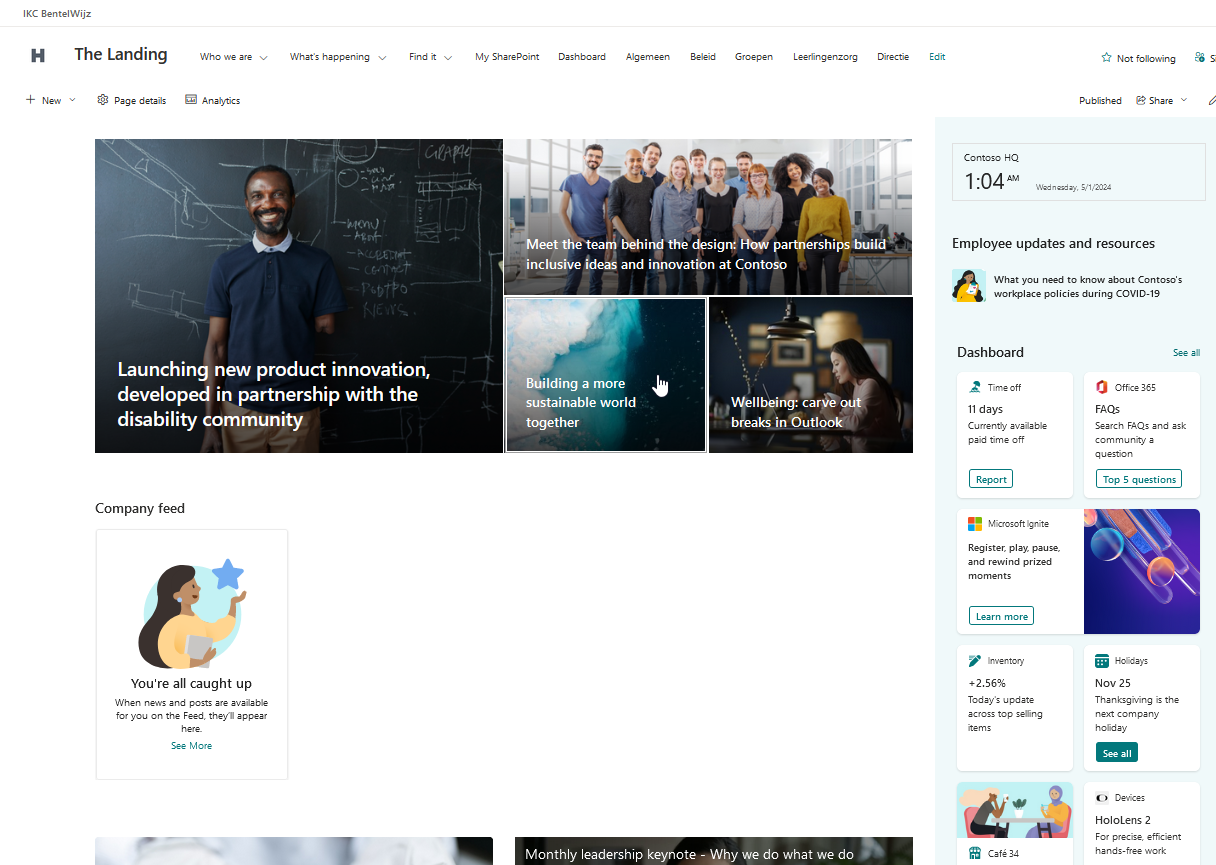 IKC BentelWijz
H
The Landing
Who we are
What's happening
Find it
My SharePoint
Dashboard
Algemeen
Beleid
Groepen
Leerlingenzorg
Directie
Edit
Not following
New
Page details
Analytics
Published
Share
Launching new product innovation,
developed in partnership with the
disability community
Meet the team behind the design: How partnerships build
inclusive ideas and innovation at Contoso
Building a more
sustainable world
together
Wellbeing: carve out
breaks in Outlook
Contoso HQ
1:04 AM
Wednesday, 5/1/2024
Employee updates and resources
What you need to know about Contoso's
workplace policies during COVID-19
Dashboard
See all
Time off
11 days
Currently available
paid time off
Report
Office 365
FAQs
Search FAQs and ask
community a
question
Top 5 questions
Microsoft Ignite
Register, play, pause,
and rewind prized
moments
Learn more
Inventory
+2.56%
Today's update
across top selling
items
Holidays
Nov 25
Thanksgiving is the
next company
holiday
See all
Café 34
Devices
HoloLens 2
For precise, efficient
hands-free work
Company feed
You're all caught up
When news and posts are available
for you on the Feed, they'll appear
here.
See More
Monthly leadership keynote - Why we do what we do